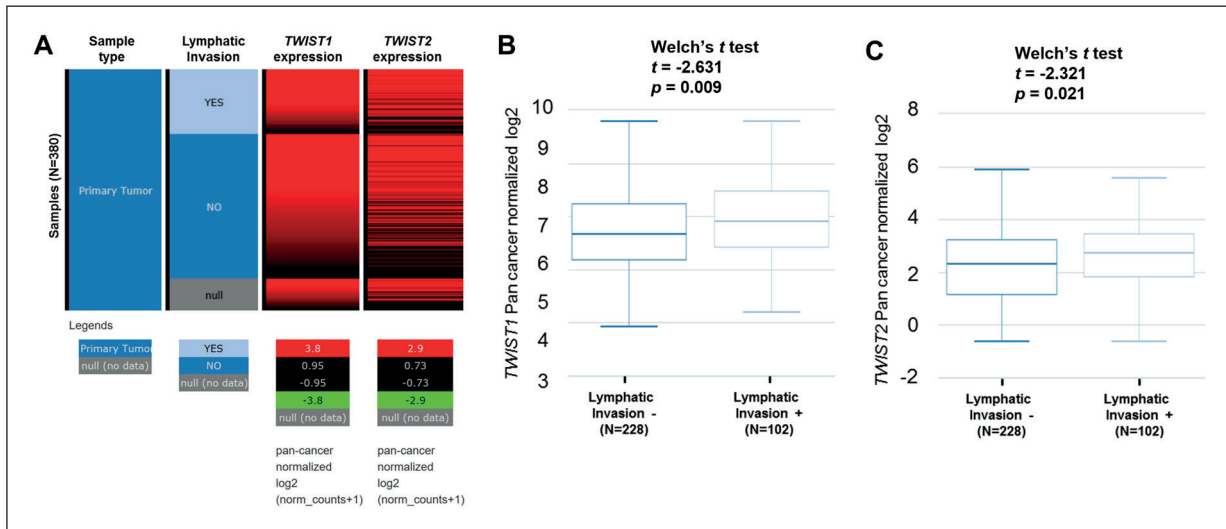 A
Sample
type
Lymphatic
Invasion
TWIST1
expression
TWIST2
expression
Samples (N=380)
Primary Tumor
YES
NO
null
Legends
Primary Tumor
null (no data)
YES
NO
null (no data)
3.8
0.95
-0.95
-3.8
null (no data)
2.9
0.73
-0.73
-2.9
null (no data)
pan-cancer
normalized
log2
(norm_counts+1)
pan-cancer
normalized
log2
(norm_counts+1)
B
Welch's t test
t = -2.631
p = 0.009
TWIST1 Pan cancer normalized log2
10
9
8
7
6
5
4
3
Lymphatic
Invasion -
(N=228)
Lymphatic
Invasion +
(N=102)
C
Welch's t test
t = -2.321
p = 0.021
TWIST2 Pan cancer normalized log2
8
6
4
2
0
-2
Lymphatic
Invasion -
(N=228)
Lymphatic
Invasion +
(N=102)